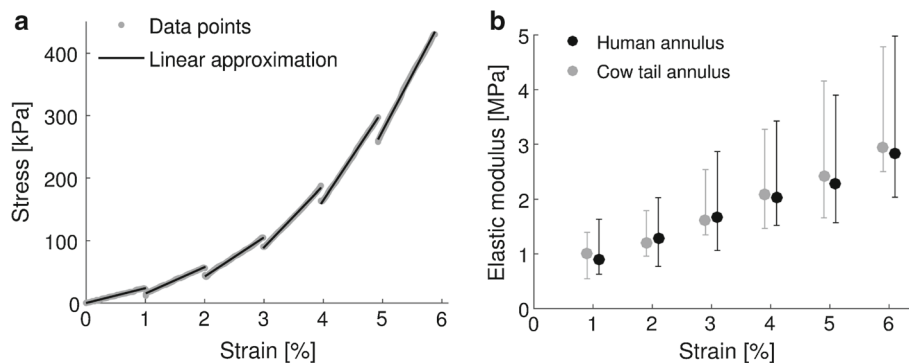 a
Data points
Linear approximation
Stress [kPa]
400
300
200
100
0
0 1 2 3 4 5 6
Strain [%]
b
Human annulus
Cow tail annulus
Elastic modulus [MPa]
5
4
3
2
1
0
0 1 2 3 4 5 6
Strain [%]